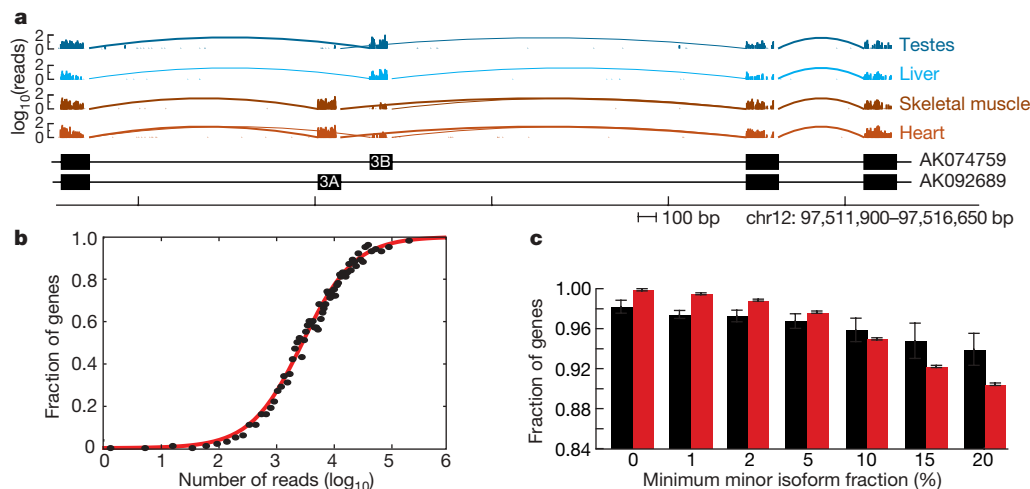 a
log10(reads)
2
0
Testes
2
0
Liver
2
0
Skeletal muscle
2
0
Heart
3B
AK074759
3A
AK092689
100 bp
chr12: 97,511,900–97,516,650 bp
b
Fraction of genes
1.0
0.8
0.6
0.4
0.2
0
0 1 2 3 4 5 6
Number of reads (log10)
c
Fraction of genes
1.00
0.96
0.92
0.88
0.84
0 1 2 5 10 15 20
Minimum minor isoform fraction (%)